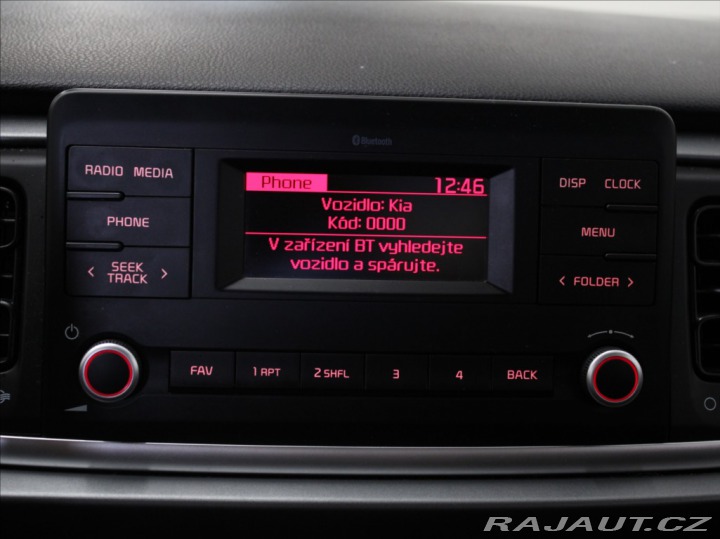 Bluetooth
RADIO MEDIA
PHONE
< SEEK TRACK >
Phone 12:46
Vozidlo: Kia
Kód: 0000
V zařízení BT vyhledejte
vozidlo a spárujte.
DISP CLOCK
MENU
< FOLDER >
FAV 1 RPT 2 SHFL 3 4 BACK
RAJAUT.CZ